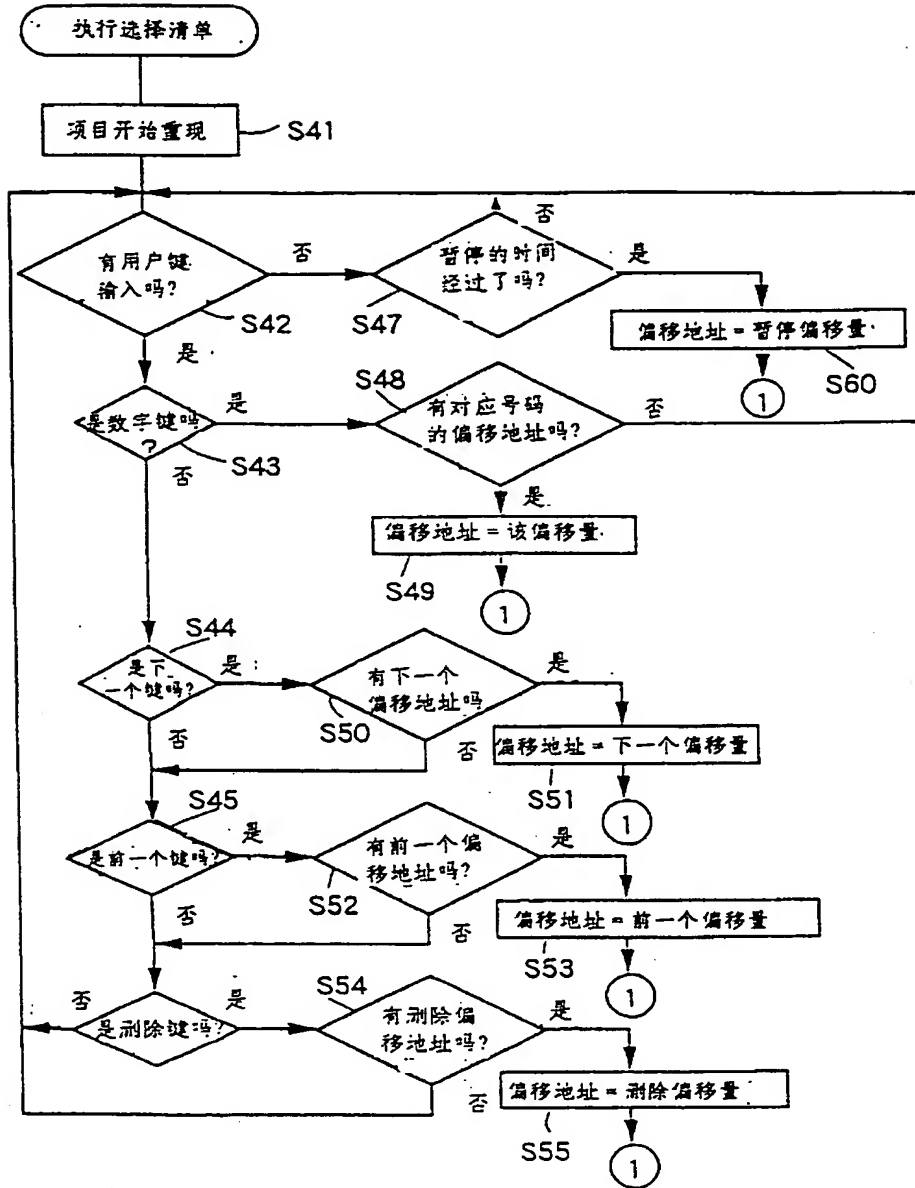 执行选择清单
项目开始重现
S41
有用户键
输入吗?
S42
否
是
暂停的时间
经过了吗?
S47
否
是
偏移地址=暂停偏移量
S60
1
是数字键吗
?
S43
是
否
S48
有对应号码
的偏移地址吗?
否
是
偏移地址=该偏移量
S49
1
S44
是下
一个键吗?
是
否
有下一个
偏移地址吗
S50
是
否
偏移地址=下一个偏移量
S51
1
S45
是前一个键吗?
是
否
有前一个偏
移地址吗?
S52
是
否
偏移地址=前一个偏移量
S53
1
否
是删除键吗?
是
S54
有删除偏
移地址吗?
是
否
偏移地址=删除偏移量
S55
1